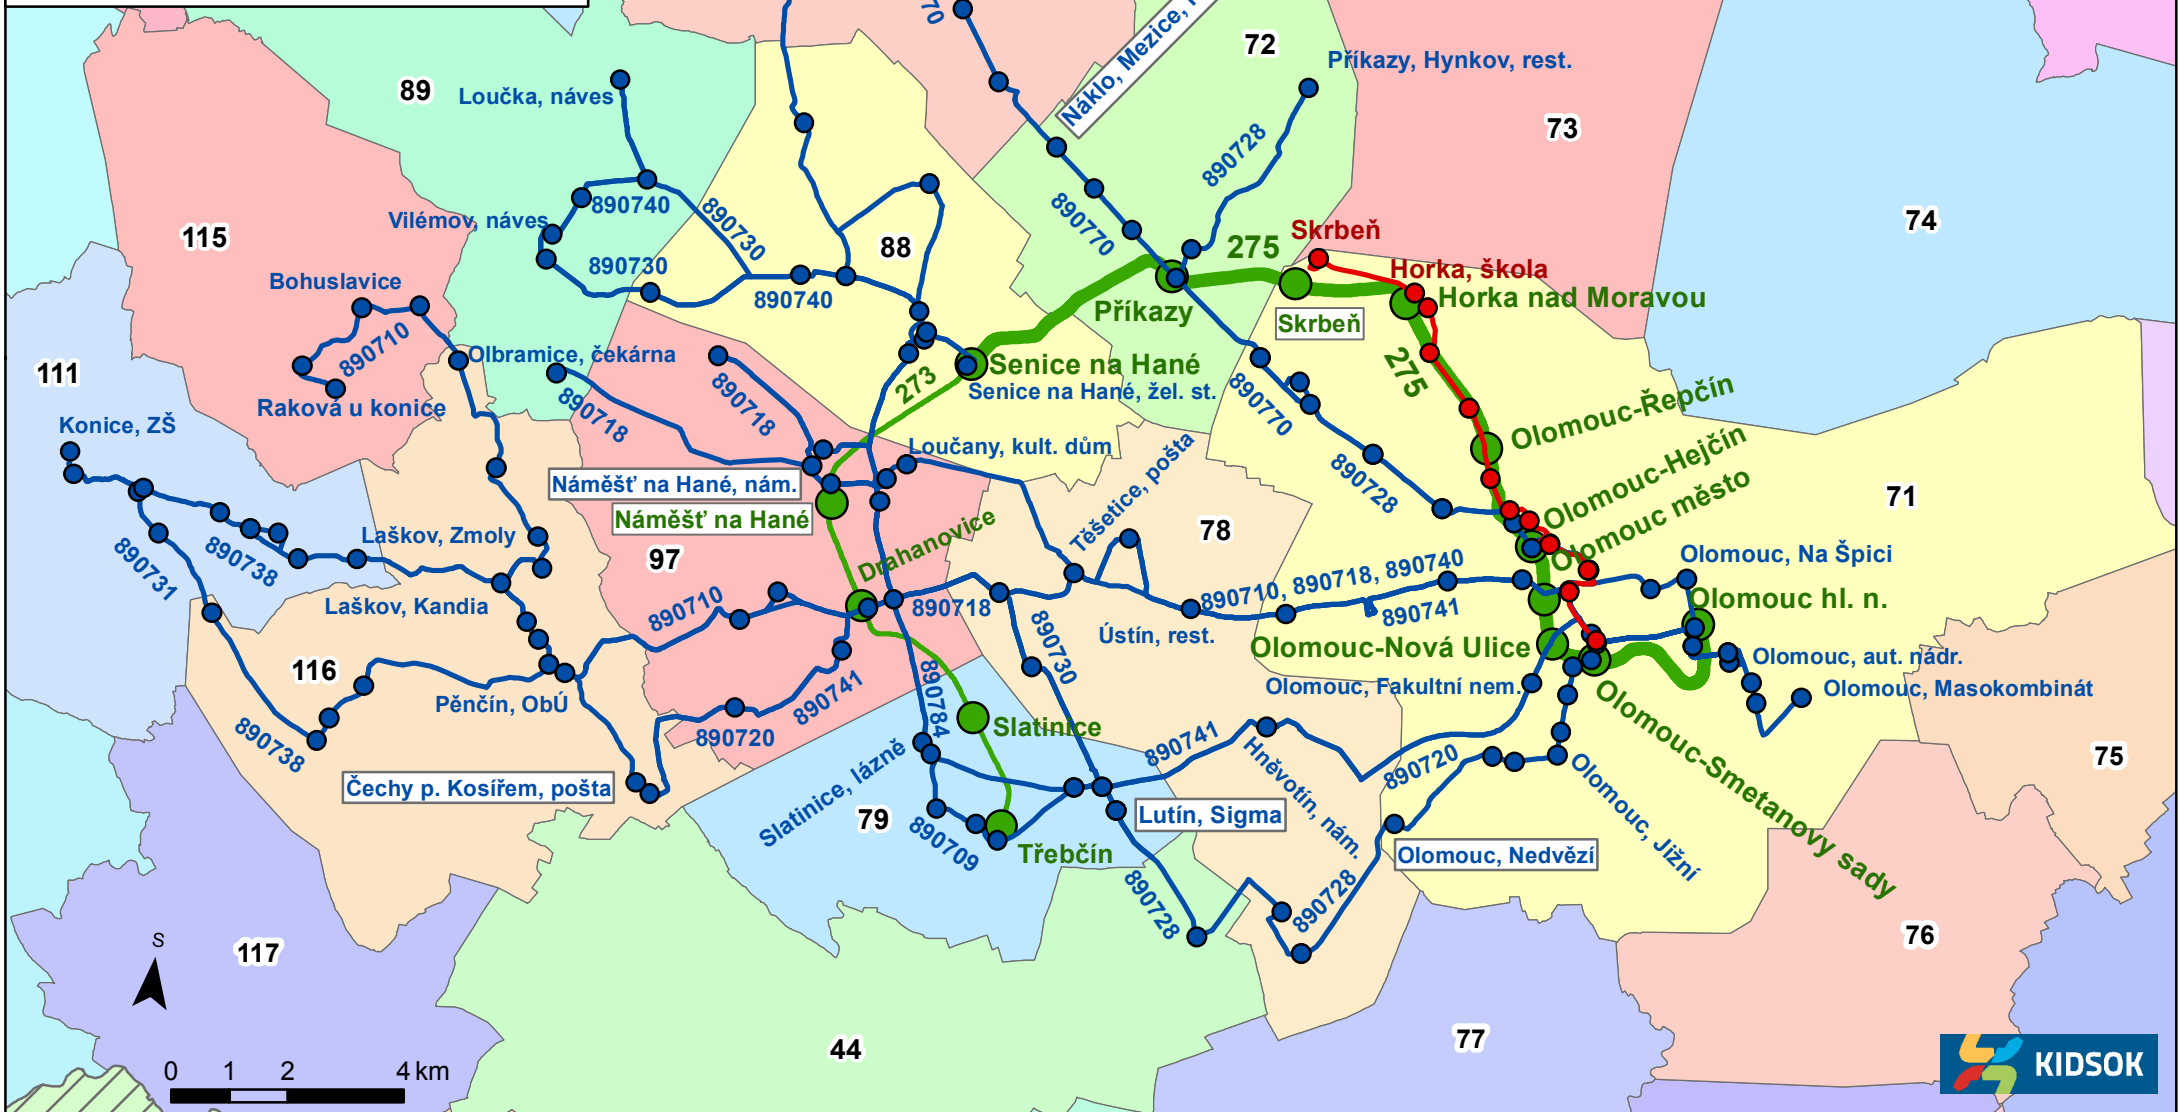 70
Náklo, Mezice,
72
Příkazy, Hynkov, rest.
89
Loučka, náves
73
890728
74
Vilémov, náves
890740
890730
890770
115
88
275
Skrbeň
890730
890740
Horka, škola
Horka nad Moravou
Bohuslavice
Příkazy
Skrbeň
890710
Olbramice, čekárna
Senice na Hané
273
Senice na Hané, žel. st.
275
111
Raková u konice
890718
890718
890770
Olomouc-Řepčín
Konice, ZŠ
Loučany, kult. dům
Těšetice, pošta
890728
Olomouc-Hejčín
Náměšť na Hané, nám.
Náměšť na Hané
71
Olomouc město
78
Laškov, Zmoly
Drahanovice
97
890731
890738
Olomouc, Na Špici
890710, 890718, 890740
890741
Laškov, Kandia
890710
890718
Olomouc hl. n.
Ústín, rest.
890730
Olomouc-Nová Ulice
116
Olomouc, aut. nádr.
Olomouc, Fakultní nem.
Olomouc, Masokombinát
Pěnčín, ObÚ
890741
890784
890738
890720
Slatinice
890741
Hněvotín, nám.
890720
Olomouc-Smetanovy sady
75
Čechy p. Kosířem, pošta
Slatinice, lázně
79
890709
Lutín, Sigma
Olomouc, Jižní
Třebčín
Olomouc, Nedvězí
890728
890728
76
117
S
44
77
0 1 2 4 km
KIDSOK